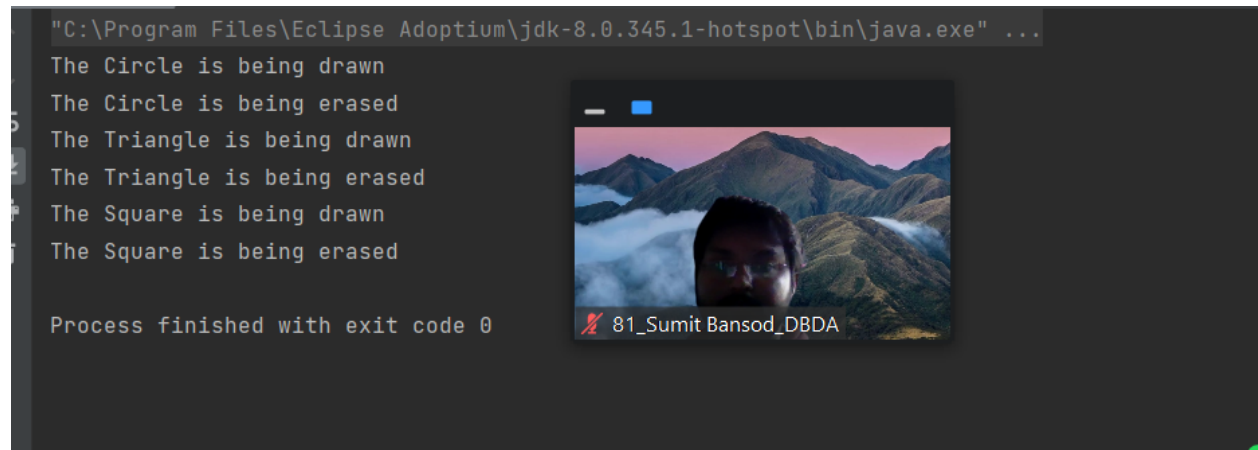 "C:\Program Files\Eclipse Adoptium\jdk-8.0.345.1-hotspot\bin\java.exe" ...
The Circle is being drawn
The Circle is being erased
The Triangle is being drawn
The Triangle is being erased
The Square is being drawn
The Square is being erased
Process finished with exit code 0
81_Sumit Bansod_DBDA